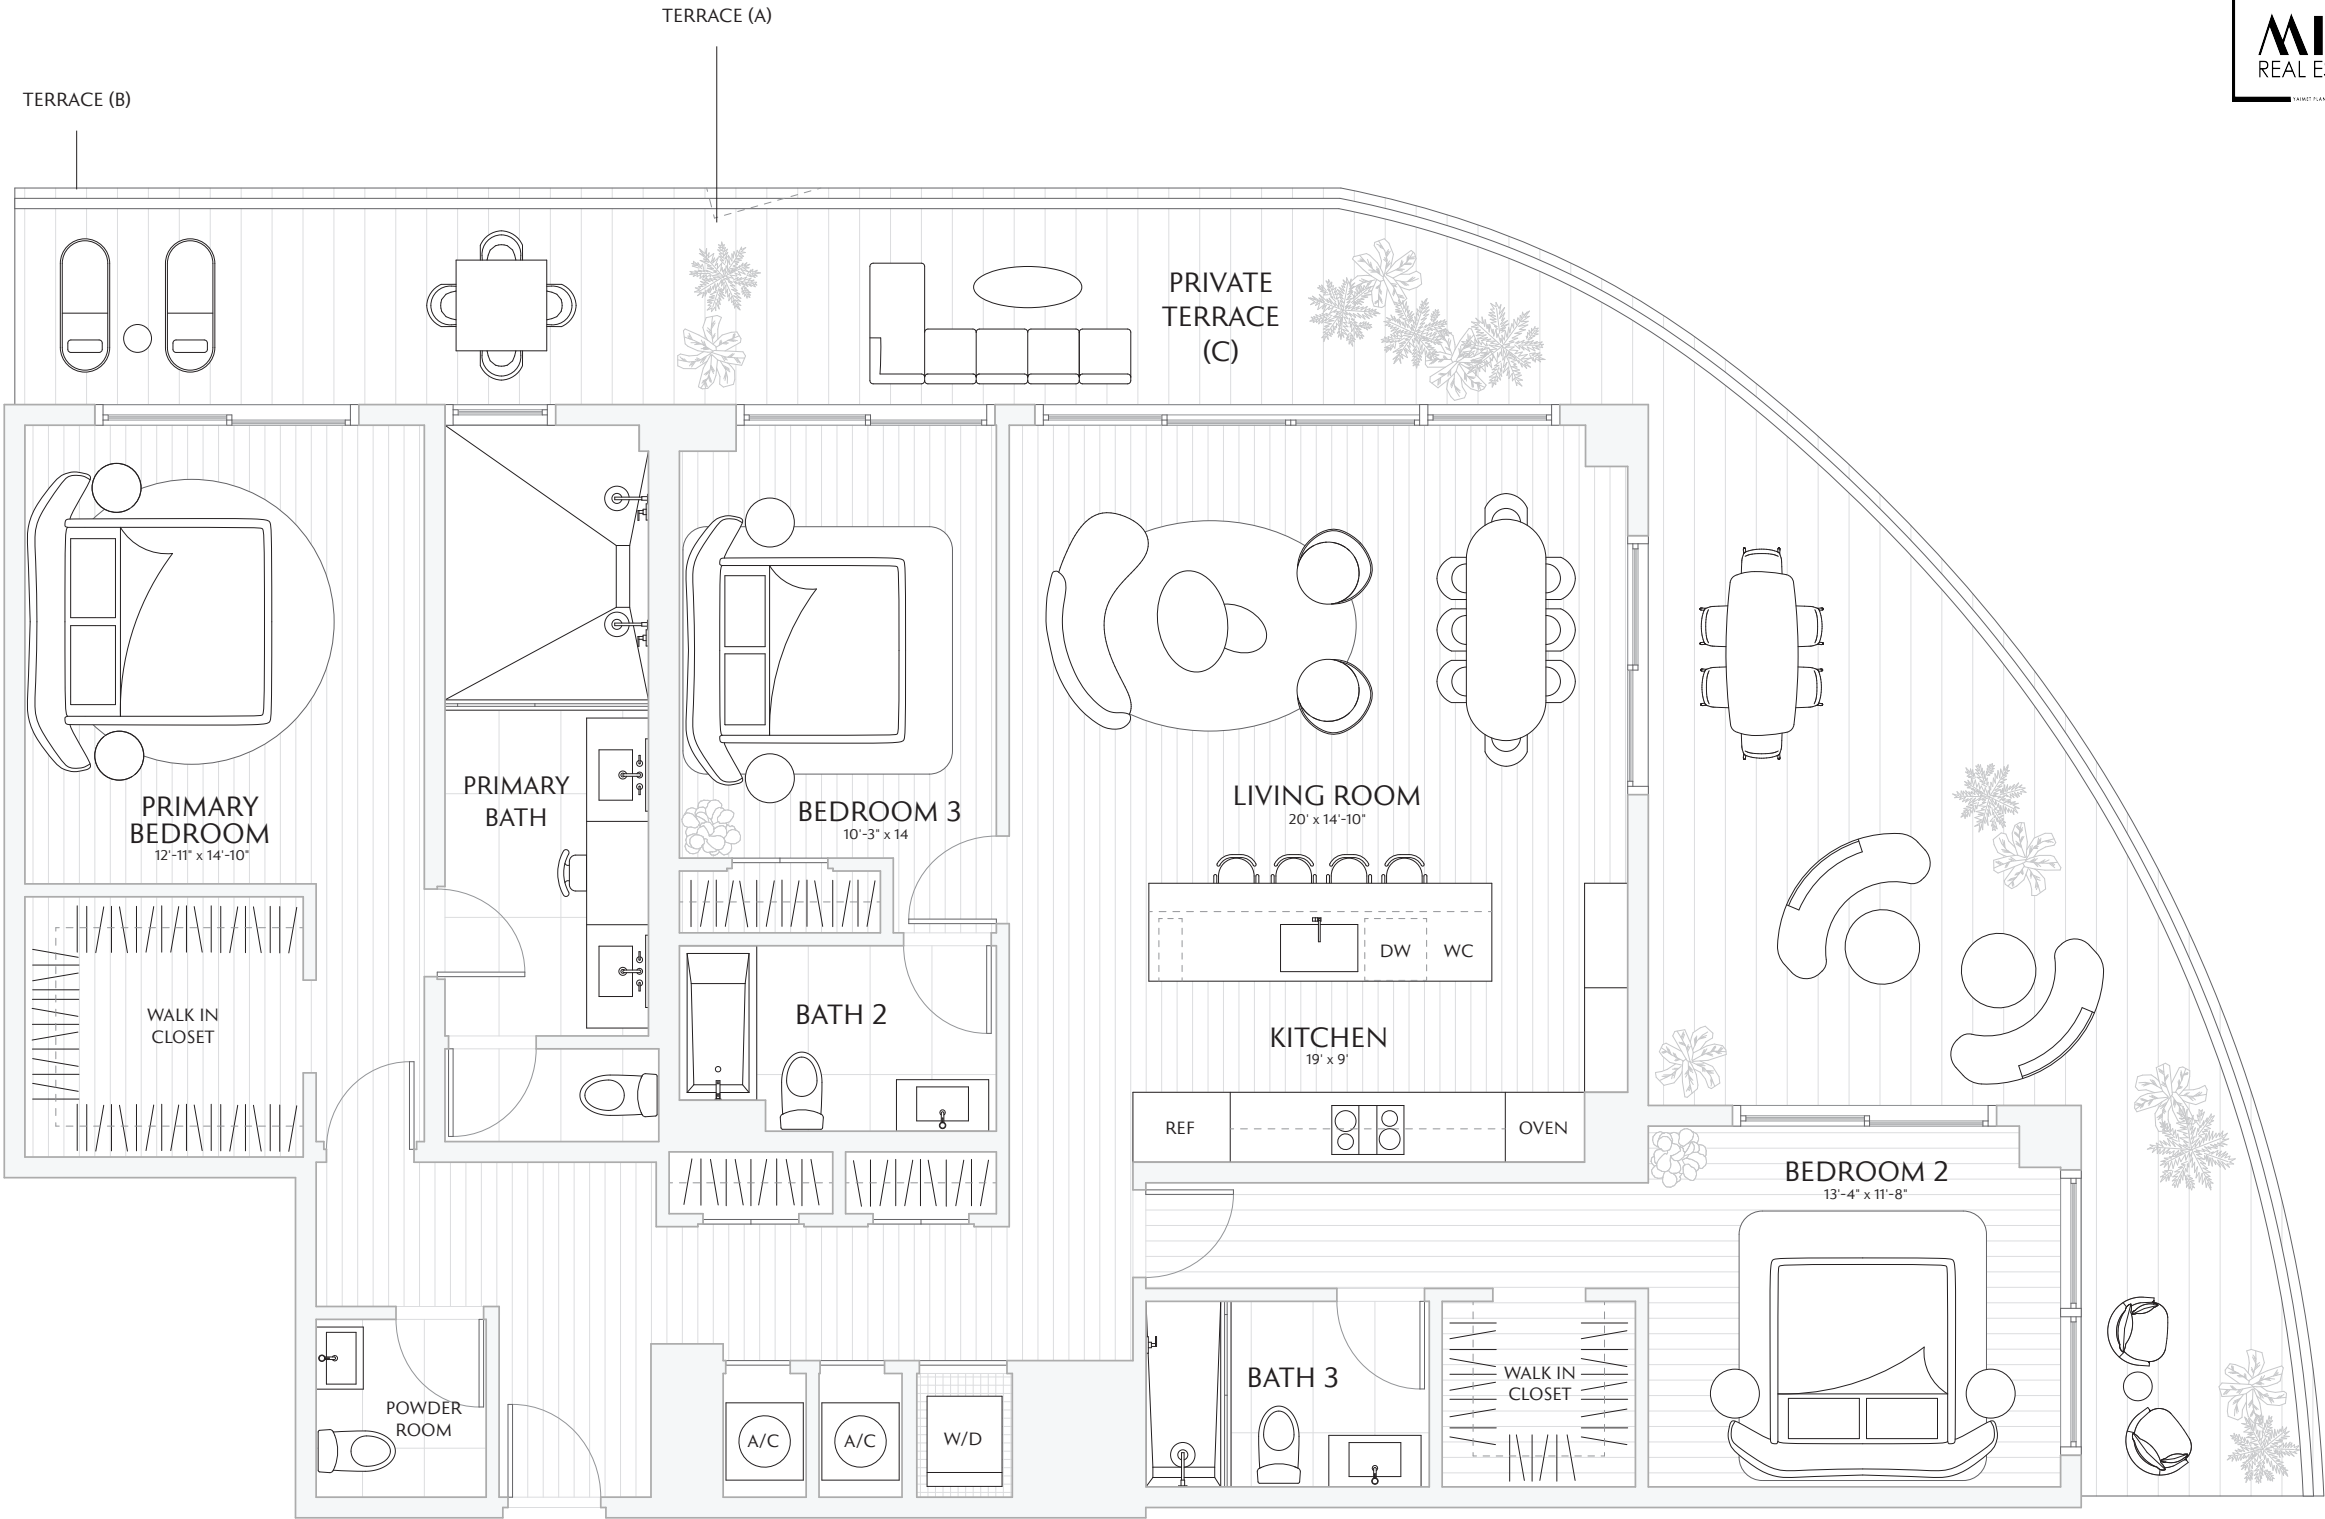 TERRACE (A)
MI
REAL ES
TERRACE (B)
PRIVATE
TERRACE
(C)
PRIMARY
BEDROOM
12'-11" x 14'-10"
PRIMARY
BATH
BEDROOM 3
10'-3" x 14
LIVING ROOM
20' x 14'-10"
DW
WC
WALK IN
CLOSET
BATH 2
KITCHEN
19' x 9'
REF
OVEN
BEDROOM 2
13'-4" x 11'-8"
BATH 3
WALK IN
CLOSET
POWDER
ROOM
A/C
A/C
W/D